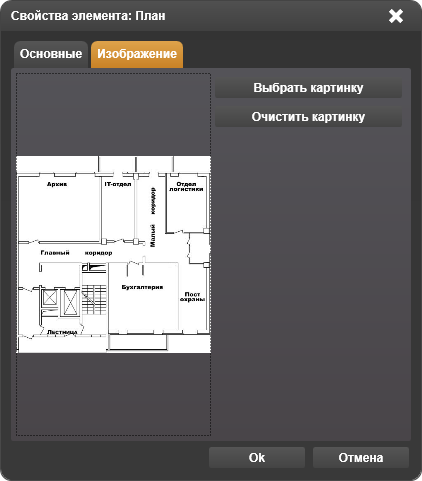 Свойства элемента: План
Основные
Изображение
Выбрать картинку
Очистить картинку
Архив
IT-отдел
Малый коридор
Отдел
логистики
Главный коридор
Бухгалтерия
Пост
охраны
Лестница
Ok
Отмена